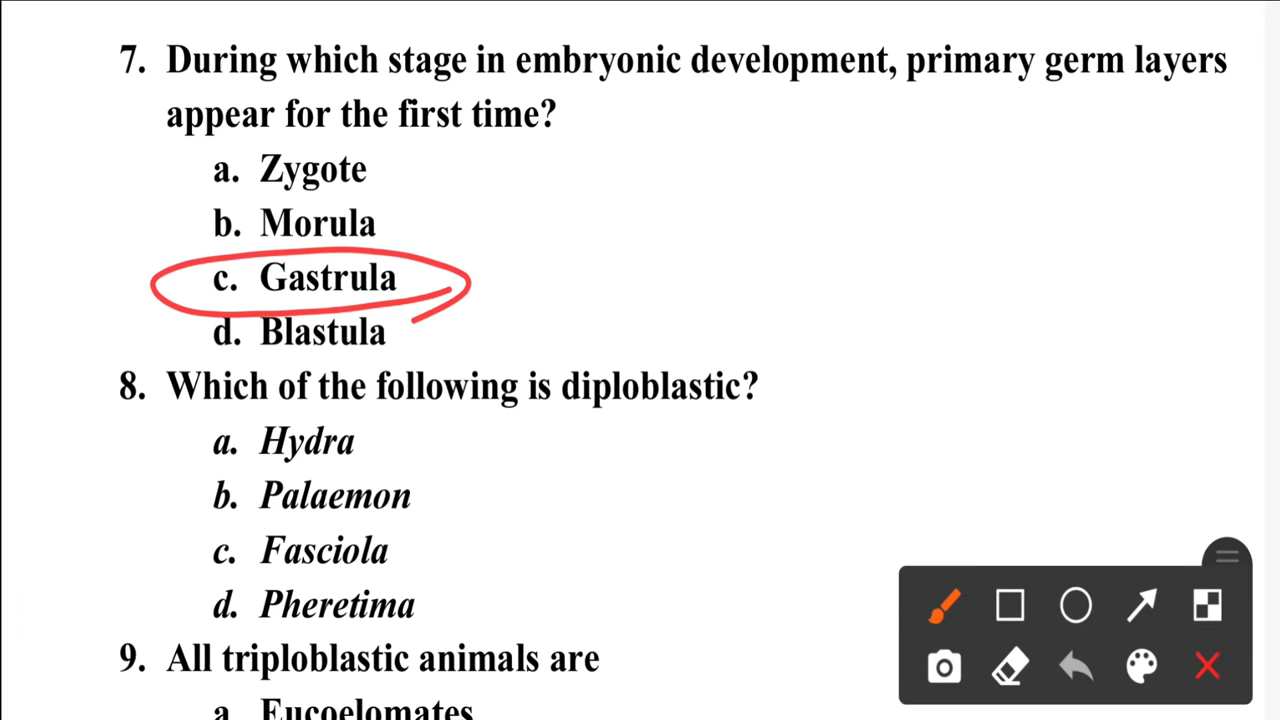 7. During which stage in embryonic development, primary germ layers
appear for the first time?
a. Zygote
b. Morula
c. Gastrula
d. Blastula
8. Which of the following is diploblastic?
a. Hydra
b. Palaemon
c. Fasciola
d. Pheretima
9. All triploblastic animals are
a Eucoelomates